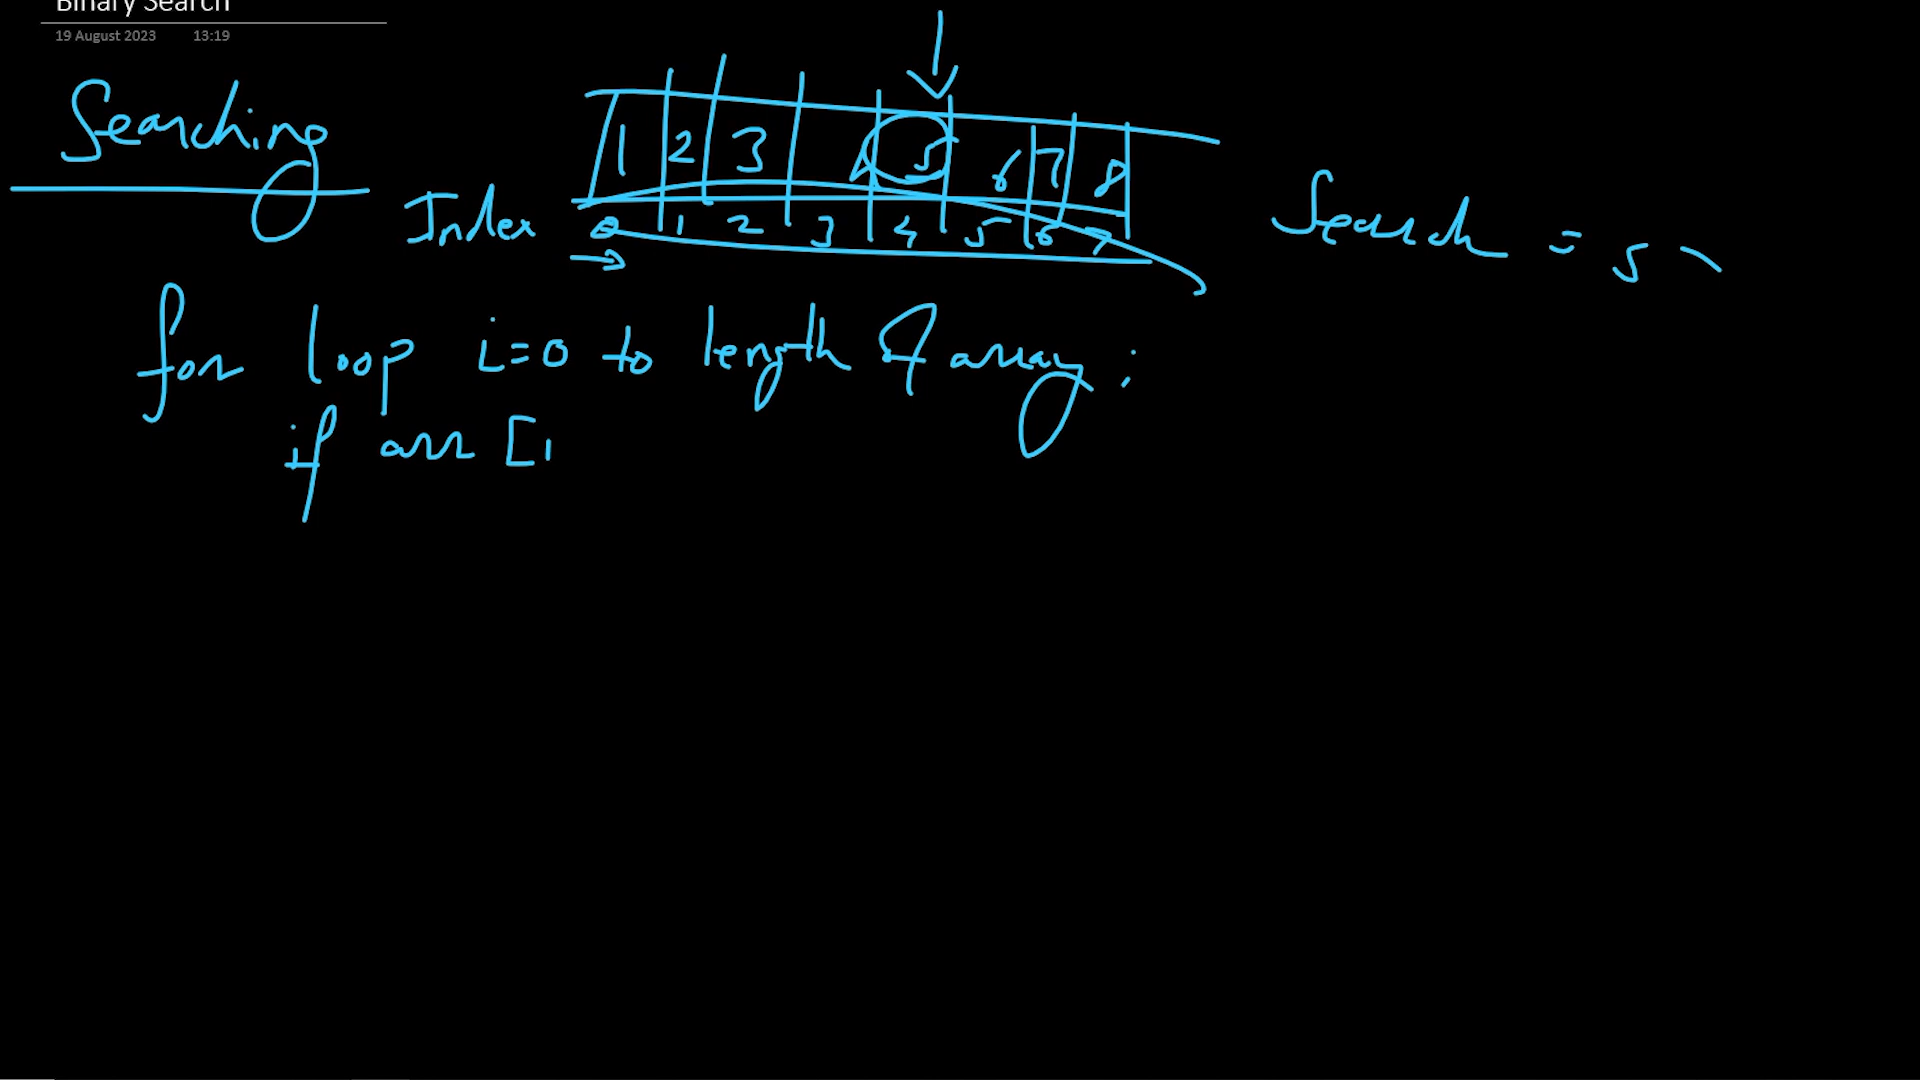 Binary Search
19 August 2023 13:19
Searching
1 2 3 4 5 6 7 8
Index 0 1 2 3 4 5 6 7
Search = 5
for loop i=0 to length of array :
if arr [i